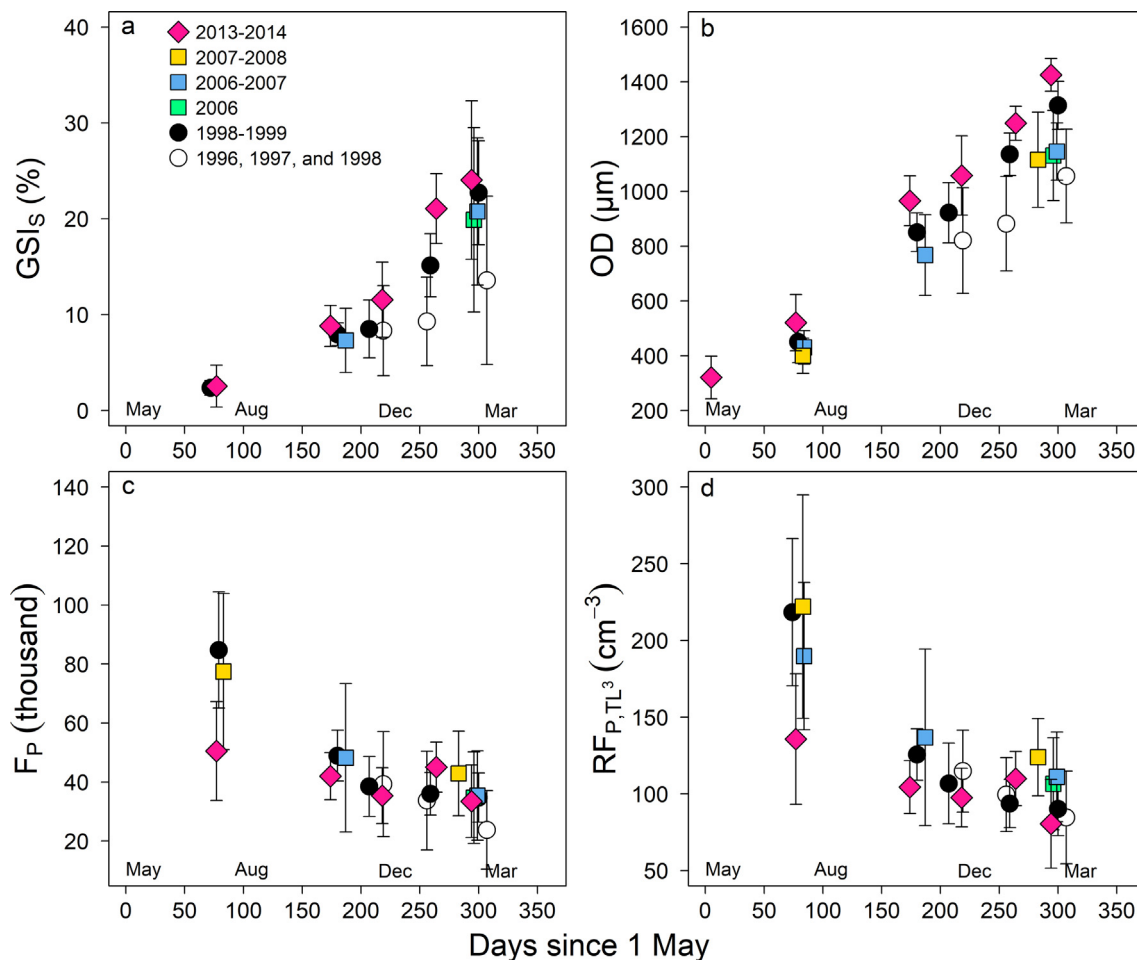 a
2013-2014
2007-2008
2006-2007
2006
1998-1999
1996, 1997, and 1998
GSI_S (%)
40
30
20
10
0
May Aug Dec Mar
0 50 100 150 200 250 300 350
b
OD (µm)
1600
1400
1200
1000
800
600
400
200
May Aug Dec Mar
0 50 100 150 200 250 300 350
c
F_P (thousand)
140
120
100
80
60
40
20
May Aug Dec Mar
0 50 100 150 200 250 300 350
d
RF_P,TL³ (cm⁻³)
300
250
200
150
100
50
May Aug Dec Mar
0 50 100 150 200 250 300 350
Days since 1 May